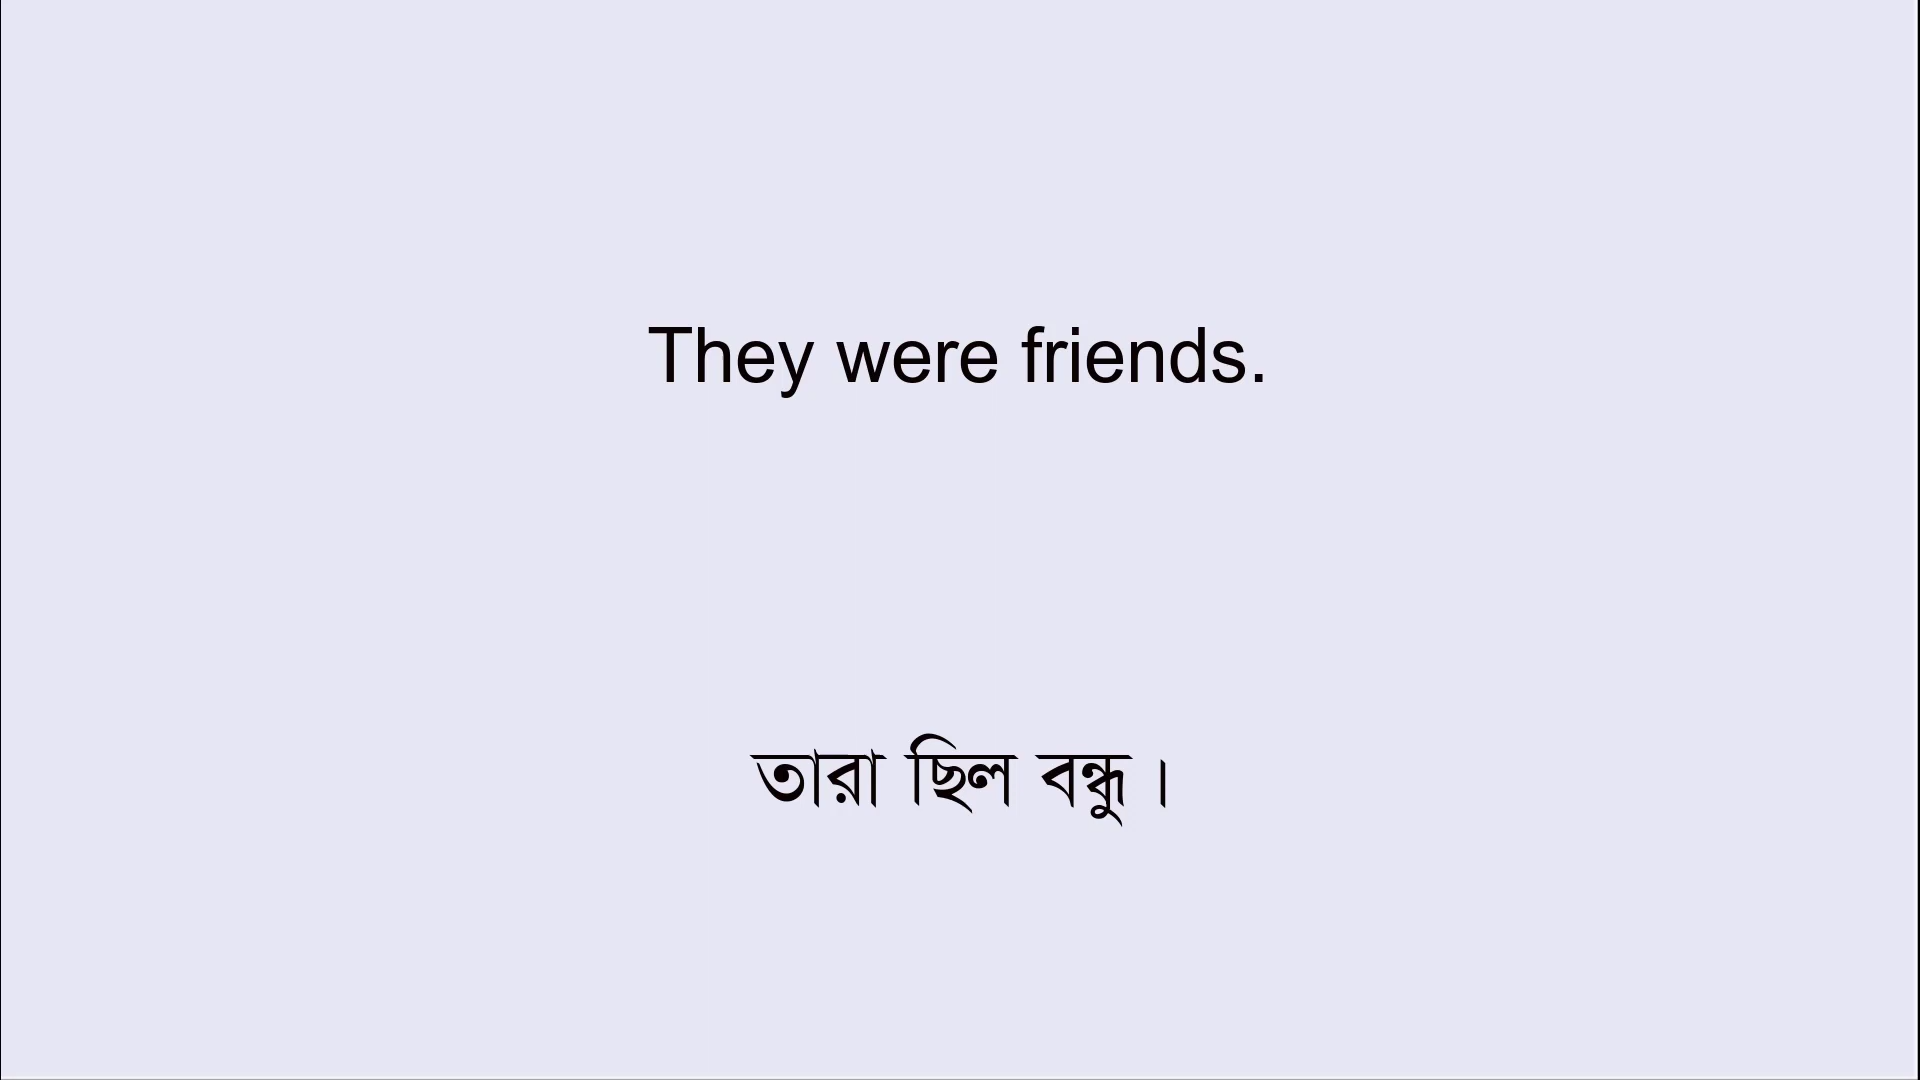 They were friends.
তারা ছিল বন্ধু ।